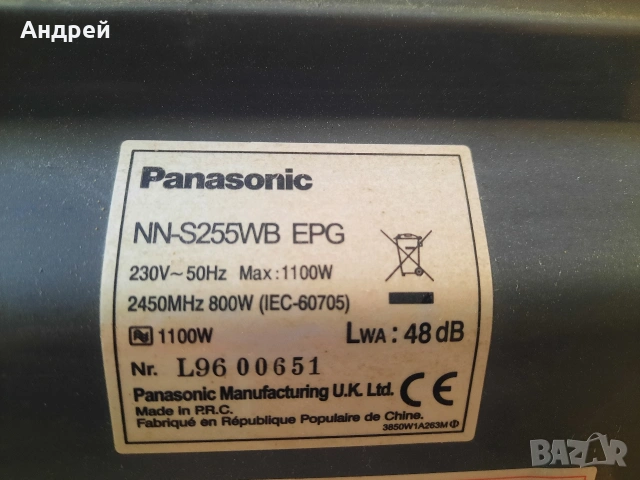 Андрей
Panasonic
NN-S255WB EPG
230V~50Hz Max:1100W
2450MHz 800W (IEC-60705)
1100W LWA : 48 dB
Nr. L96 00651
Panasonic Manufacturing U.K. Ltd. CE
Made in P.R.C.
Fabriqué en République Populaire de Chine.
3850W1A263M
BAZAR